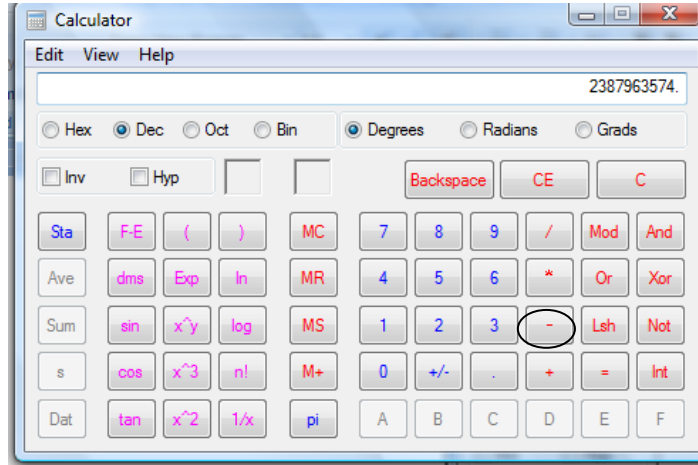 Calculator
Edit View Help
2387963574.
Hex Dec Oct Bin Degrees Radians Grads
Inv Hyp Backspace CE C
Sta F-E ( ) MC 7 8 9 / Mod And
Ave dms Exp ln MR 4 5 6 * Or Xor
Sum sin x^y log MS 1 2 3 - Lsh Not
s cos x^3 n! M+ 0 +/- . + = Int
Dat tan x^2 1/x pi A B C D E F